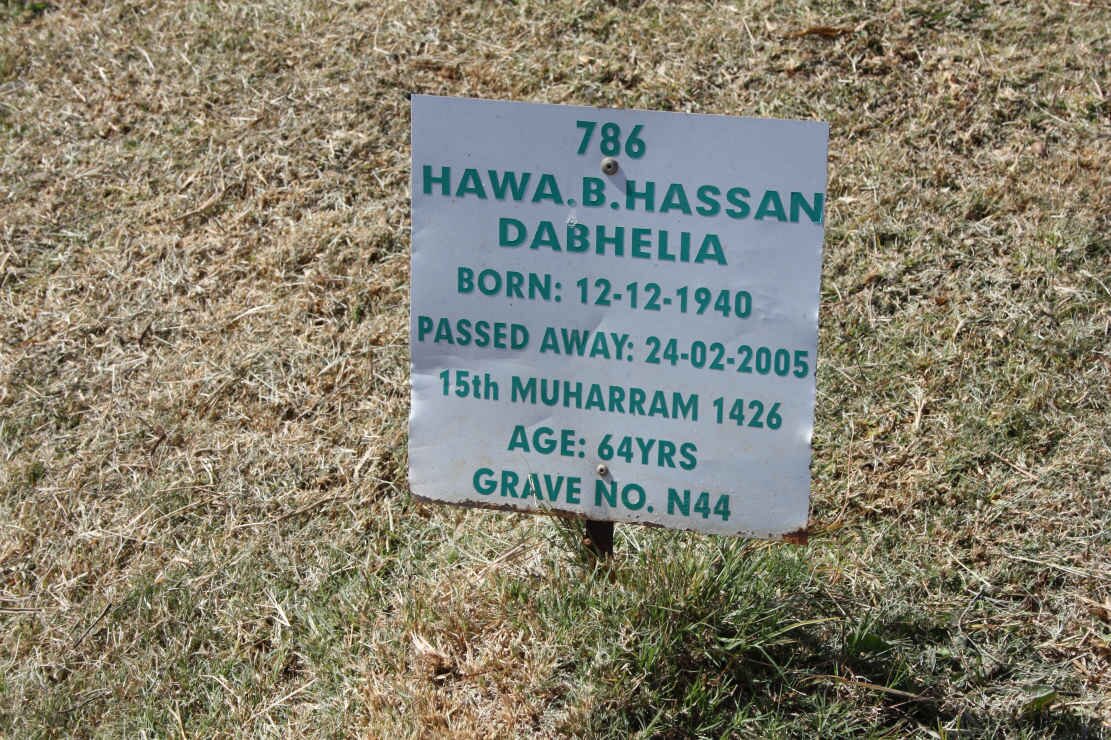 786
HAWA.B.HASSAN
DABHELIA
BORN: 12-12-1940
PASSED AWAY: 24-02-2005
15th MUHARRAM 1426
AGE: 64YRS
GRAVE NO. N44